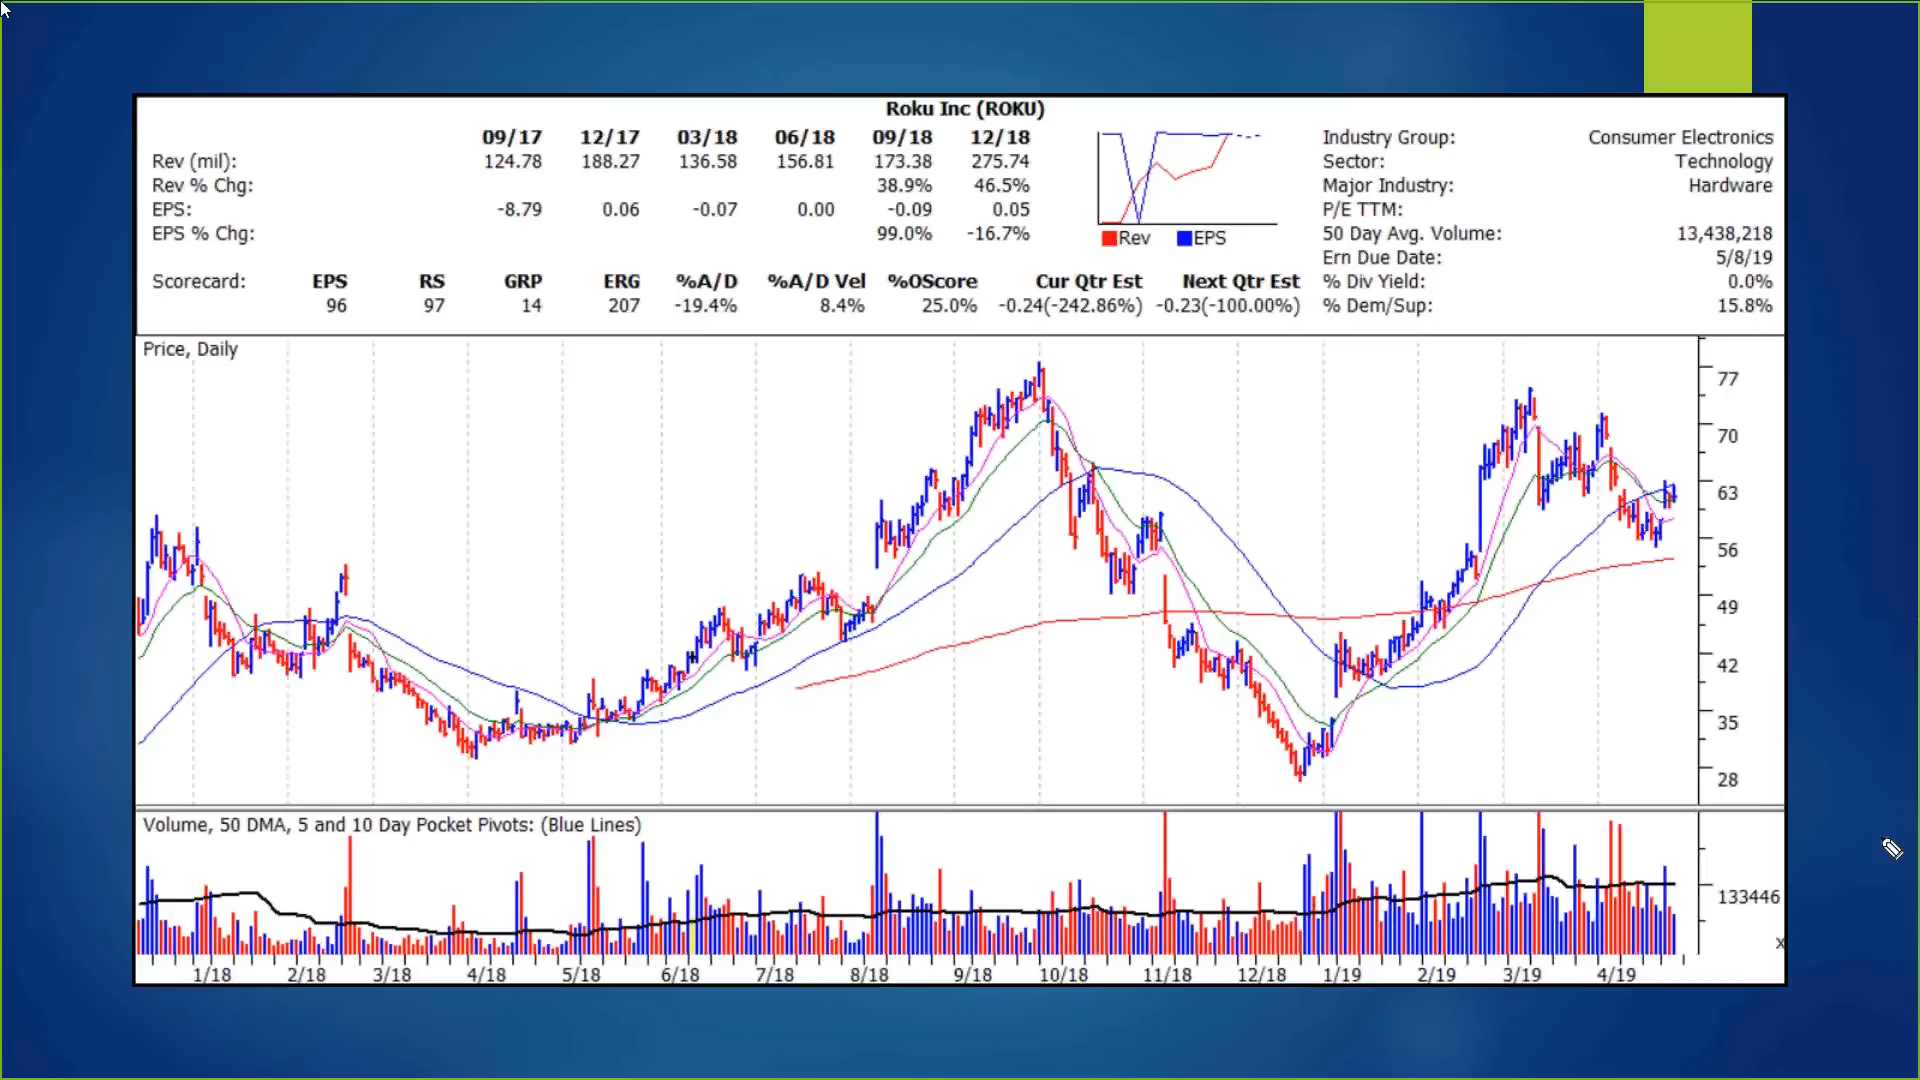 Roku Inc (ROKU)
09/17 12/17 03/18 06/18 09/18 12/18
Rev (mil): 124.78 188.27 136.58 156.81 173.38 275.74
Rev % Chg: 38.9% 46.5%
EPS: -8.79 0.06 -0.07 0.00 -0.09 0.05
EPS % Chg: 99.0% -16.7%
Rev EPS
Industry Group: Consumer Electronics
Sector: Technology
Major Industry: Hardware
P/E TTM:
50 Day Avg. Volume: 13,438,218
Ern Due Date: 5/8/19
% Div Yield: 0.0%
% Dem/Sup: 15.8%
Scorecard: EPS RS GRP ERG %A/D %A/D Vel %OScore Cur Qtr Est Next Qtr Est
96 97 14 207 -19.4% 8.4% 25.0% -0.24(-242.86%) -0.23(-100.00%)
Price, Daily
77
70
63
56
49
42
35
28
Volume, 50 DMA, 5 and 10 Day Pocket Pivots: (Blue Lines)
133446
x
1/18 2/18 3/18 4/18 5/18 6/18 7/18 8/18 9/18 10/18 11/18 12/18 1/19 2/19 3/19 4/19